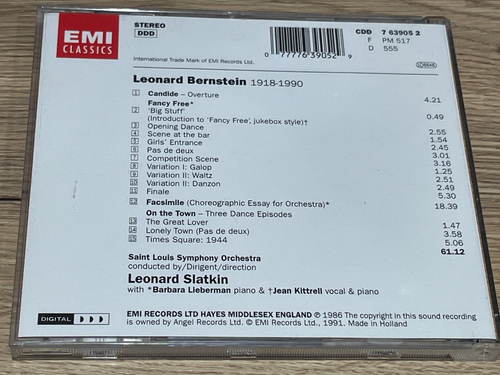 EMI
CLASSICS
STEREO
DDD
International Trade Mark of EMI Records Ltd.
0 77776 39052 9
CDD 7 63905 2
F PM 517
D 555
Leonard Bernstein 1918-1990
1 Candide – Overture 4.21
Fancy Free*
2 'Big Stuff'
(Introduction to 'Fancy Free', jukebox style)† 0.49
3 Opening Dance 2.55
4 Scene at the bar 1.54
5 Girls' Entrance 2.45
6 Pas de deux 3.01
7 Competition Scene 3.16
8 Variation I: Galop 1.25
9 Variation II: Waltz 2.51
10 Variation II: Danzon 2.49
11 Finale 5.30
12 Facsimile (Choreographic Essay for Orchestra)* 18.39
On the Town – Three Dance Episodes
13 The Great Lover 1.47
14 Lonely Town (Pas de deux) 3.58
15 Times Square: 1944 5.06
61.12
Saint Louis Symphony Orchestra
conducted by/Dirigent/direction
Leonard Slatkin
with *Barbara Lieberman piano & †Jean Kittrell vocal & piano
DIGITAL
EMI RECORDS LTD HAYES MIDDLESEX ENGLAND ℗ 1986 The copyright in this sound recording
is owned by Angel Records Ltd. © EMI Records Ltd., 1991. Made in Holland